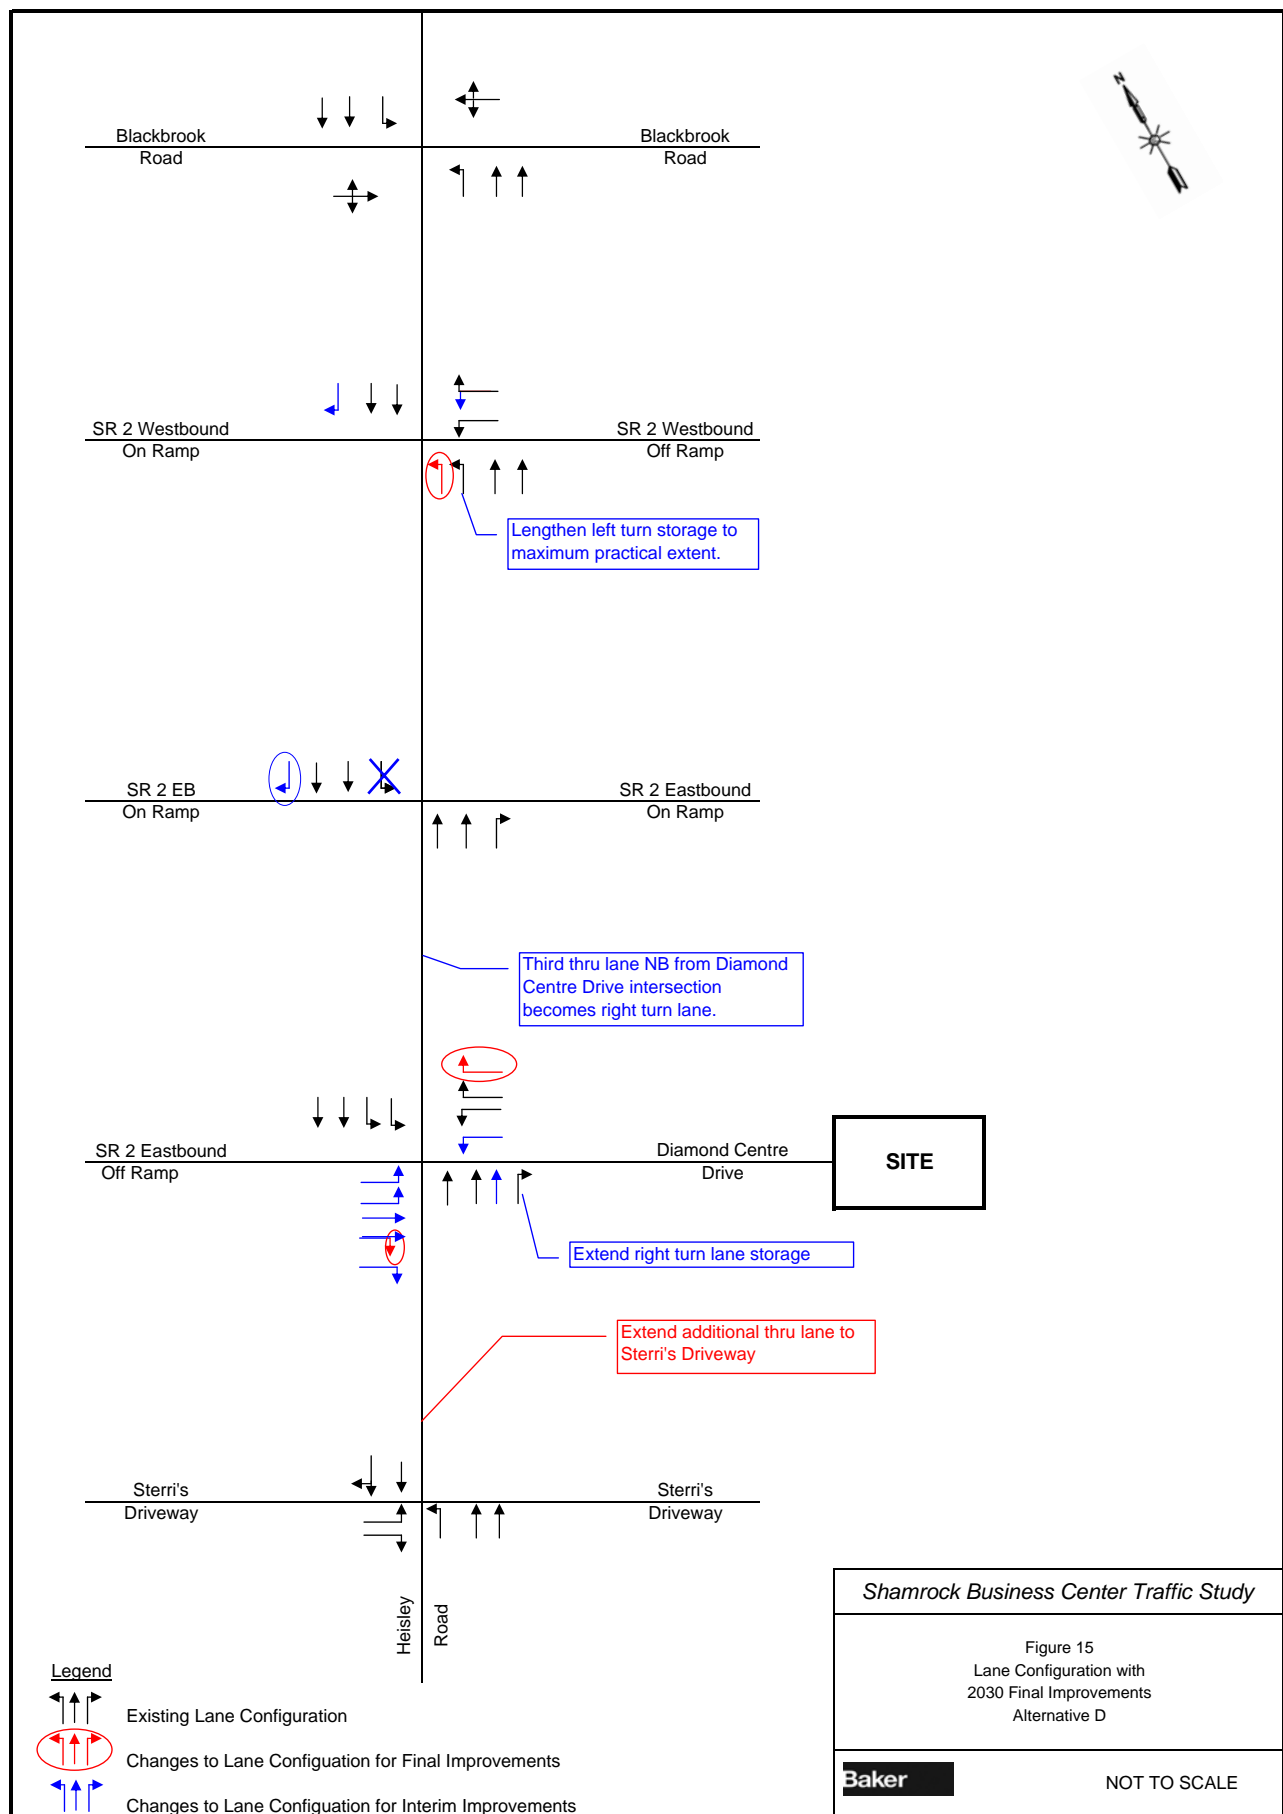 N
Blackbrook
Road
Blackbrook
Road
SR 2 Westbound
On Ramp
SR 2 Westbound
Off Ramp
Lengthen left turn storage to
maximum practical extent.
SR 2 EB
On Ramp
SR 2 Eastbound
On Ramp
Third thru lane NB from Diamond
Centre Drive intersection
becomes right turn lane.
SR 2 Eastbound
Off Ramp
Diamond Centre
Drive
SITE
Extend right turn lane storage
Extend additional thru lane to
Sterri's Driveway
Sterri's
Driveway
Sterri's
Driveway
Heisley
Road
Legend
Existing Lane Configuration
Changes to Lane Configuation for Final Improvements
Changes to Lane Configuation for Interim Improvements
Shamrock Business Center Traffic Study
Figure 15
Lane Configuration with
2030 Final Improvements
Alternative D
Baker
NOT TO SCALE